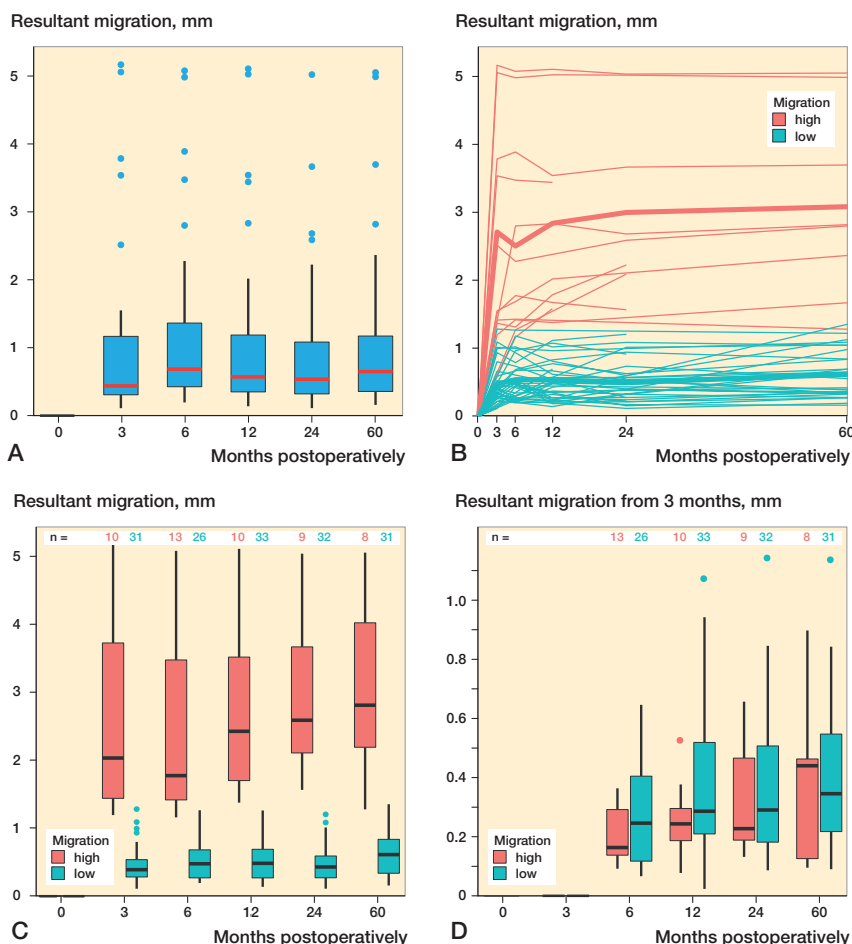 Resultant migration, mm
5
4
3
2
1
0
0 3 6 12 24 60
A
Months postoperatively
Resultant migration, mm
Migration
high
low
5
4
3
2
1
0
0 3 6 12 24 60
B
Months postoperatively
Resultant migration, mm
n = 10 31 13 26 10 33 9 32 8 31
5
4
3
2
1
0
Migration
high
low
0 3 6 12 24 60
C
Months postoperatively
Resultant migration from 3 months, mm
n = 13 26 10 33 9 32 8 31
1.0
0.8
0.6
0.4
0.2
0
Migration
high
low
0 3 6 12 24 60
D
Months postoperatively